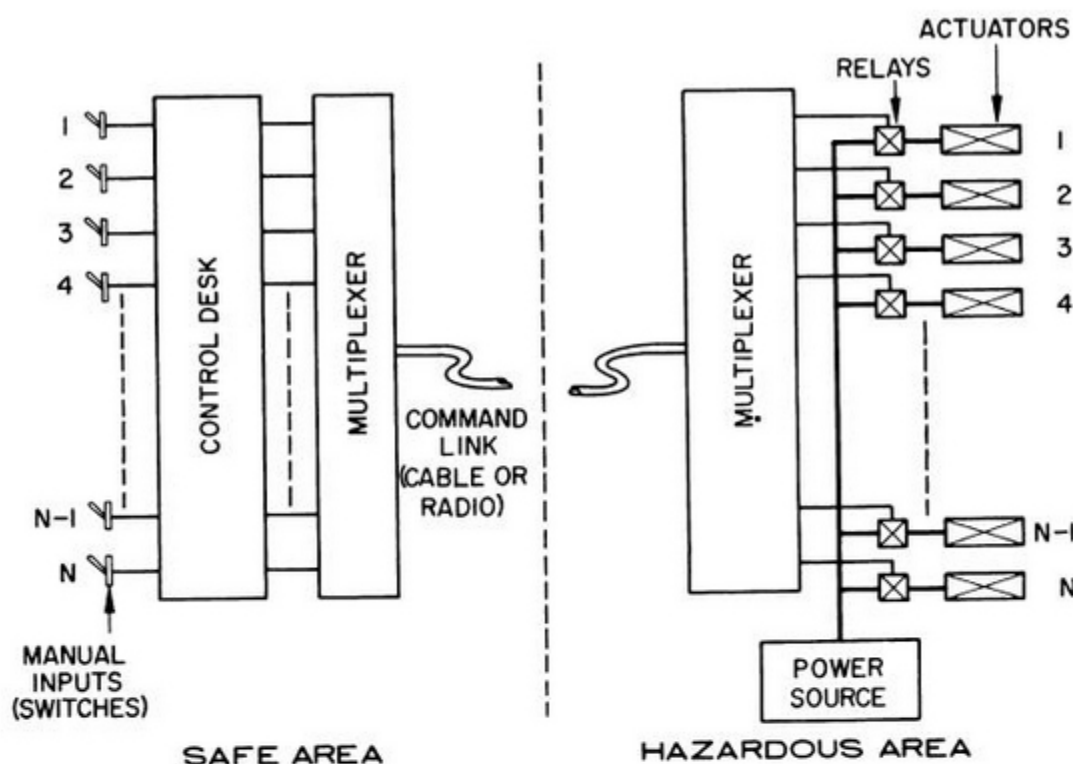 ACTUATORS
RELAYS
1
2
3
4
N-1
N
CONTROL DESK
MULTIPLEXER
COMMAND
LINK
(CABLE OR
RADIO)
MULTIPLEXER
1
2
3
4
N-1
N
MANUAL
INPUTS
(SWITCHES)
POWER
SOURCE
SAFE AREA
HAZARDOUS AREA